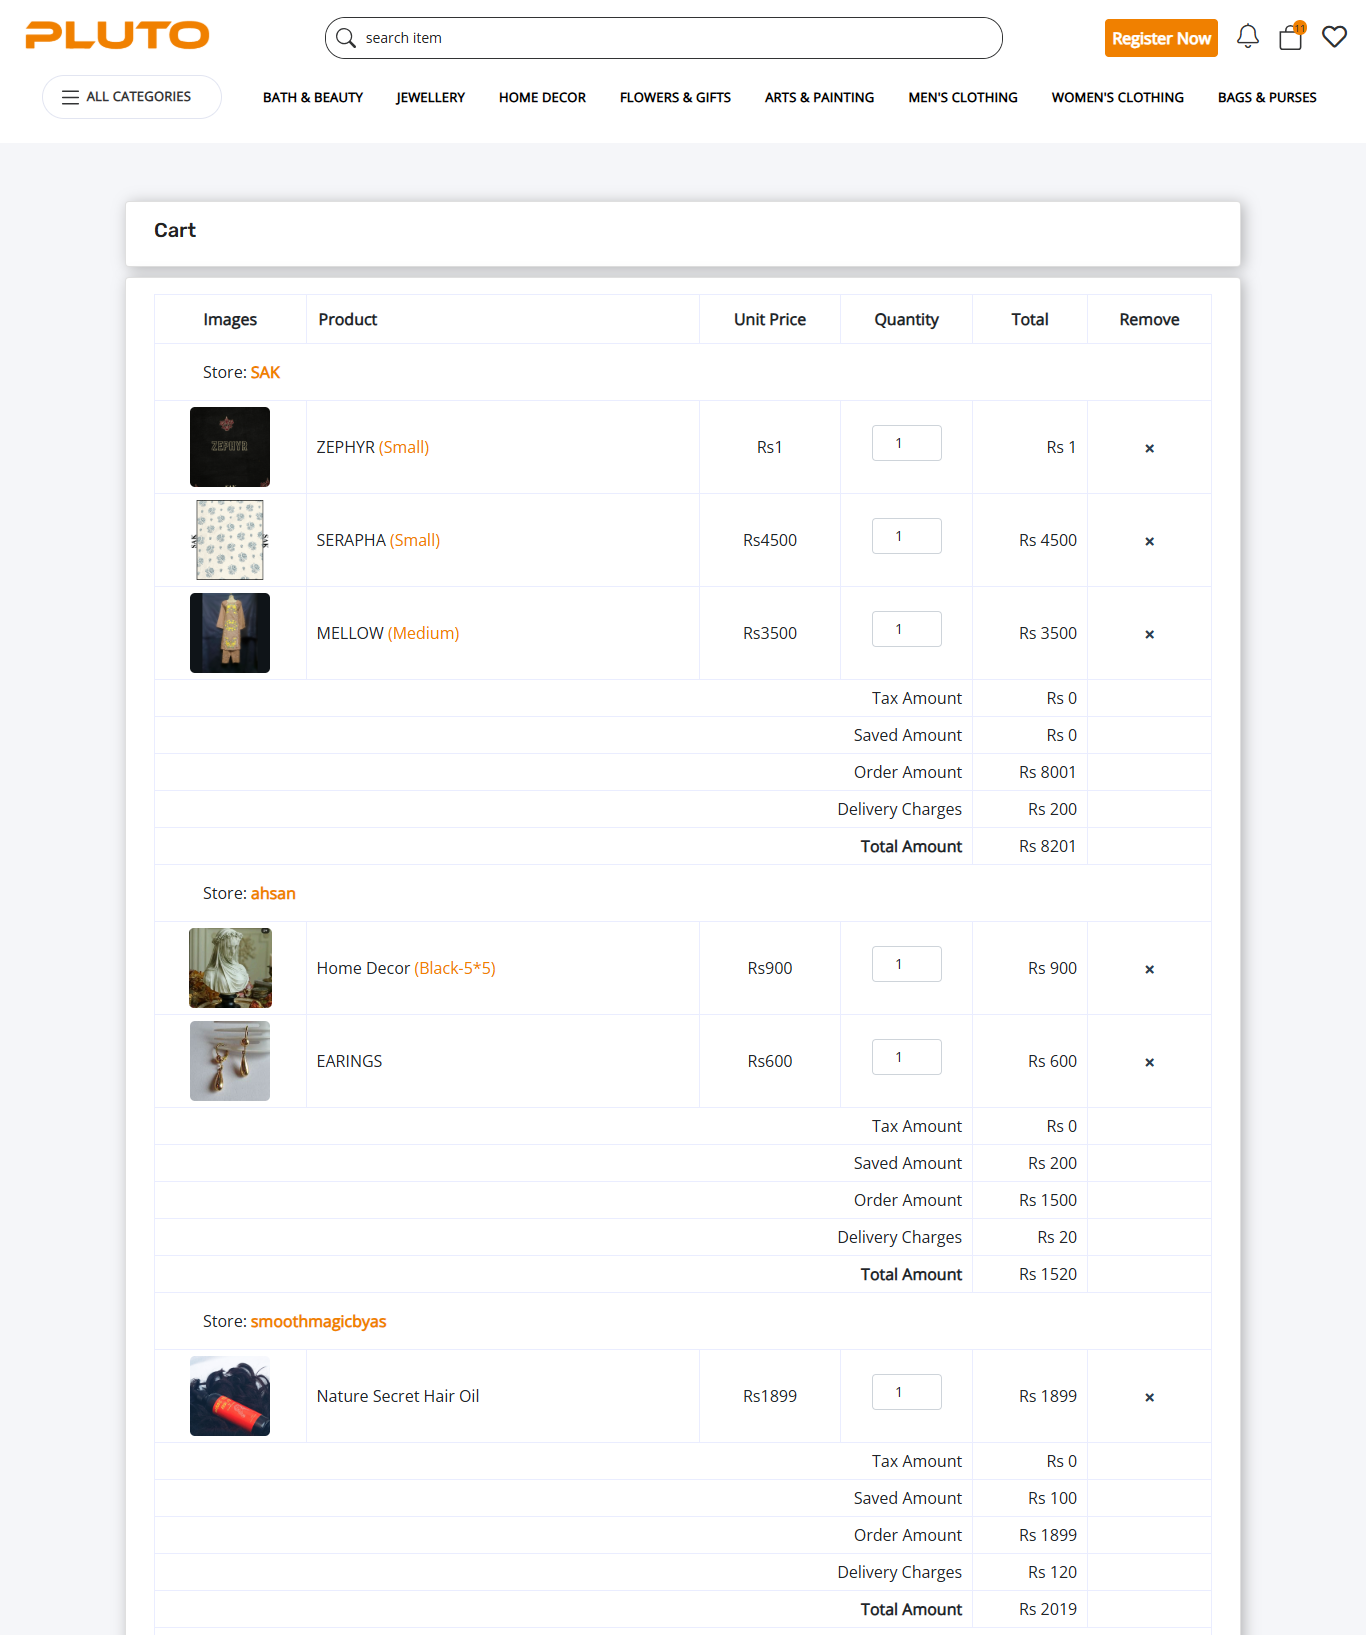 PLUTO
search item
Register Now
11
ALL CATEGORIES
BATH & BEAUTY
JEWELLERY
HOME DECOR
FLOWERS & GIFTS
ARTS & PAINTING
MEN'S CLOTHING
WOMEN'S CLOTHING
BAGS & PURSES
Cart
Images Product Unit Price Quantity Total Remove
Store: SAK
ZEPHYR
ZEPHYR (Small) Rs1 1 Rs 1 ×
SAK SAK
SERAPHA (Small) Rs4500 1 Rs 4500 ×
MELLOW (Medium) Rs3500 1 Rs 3500 ×
Tax Amount Rs 0
Saved Amount Rs 0
Order Amount Rs 8001
Delivery Charges Rs 200
Total Amount Rs 8201
Store: ahsan
Home Decor (Black-5*5) Rs900 1 Rs 900 ×
EARINGS Rs600 1 Rs 600 ×
Tax Amount Rs 0
Saved Amount Rs 200
Order Amount Rs 1500
Delivery Charges Rs 20
Total Amount Rs 1520
Store: smoothmagicbyas
Nature Secret Hair Oil Rs1899 1 Rs 1899 ×
Tax Amount Rs 0
Saved Amount Rs 100
Order Amount Rs 1899
Delivery Charges Rs 120
Total Amount Rs 2019